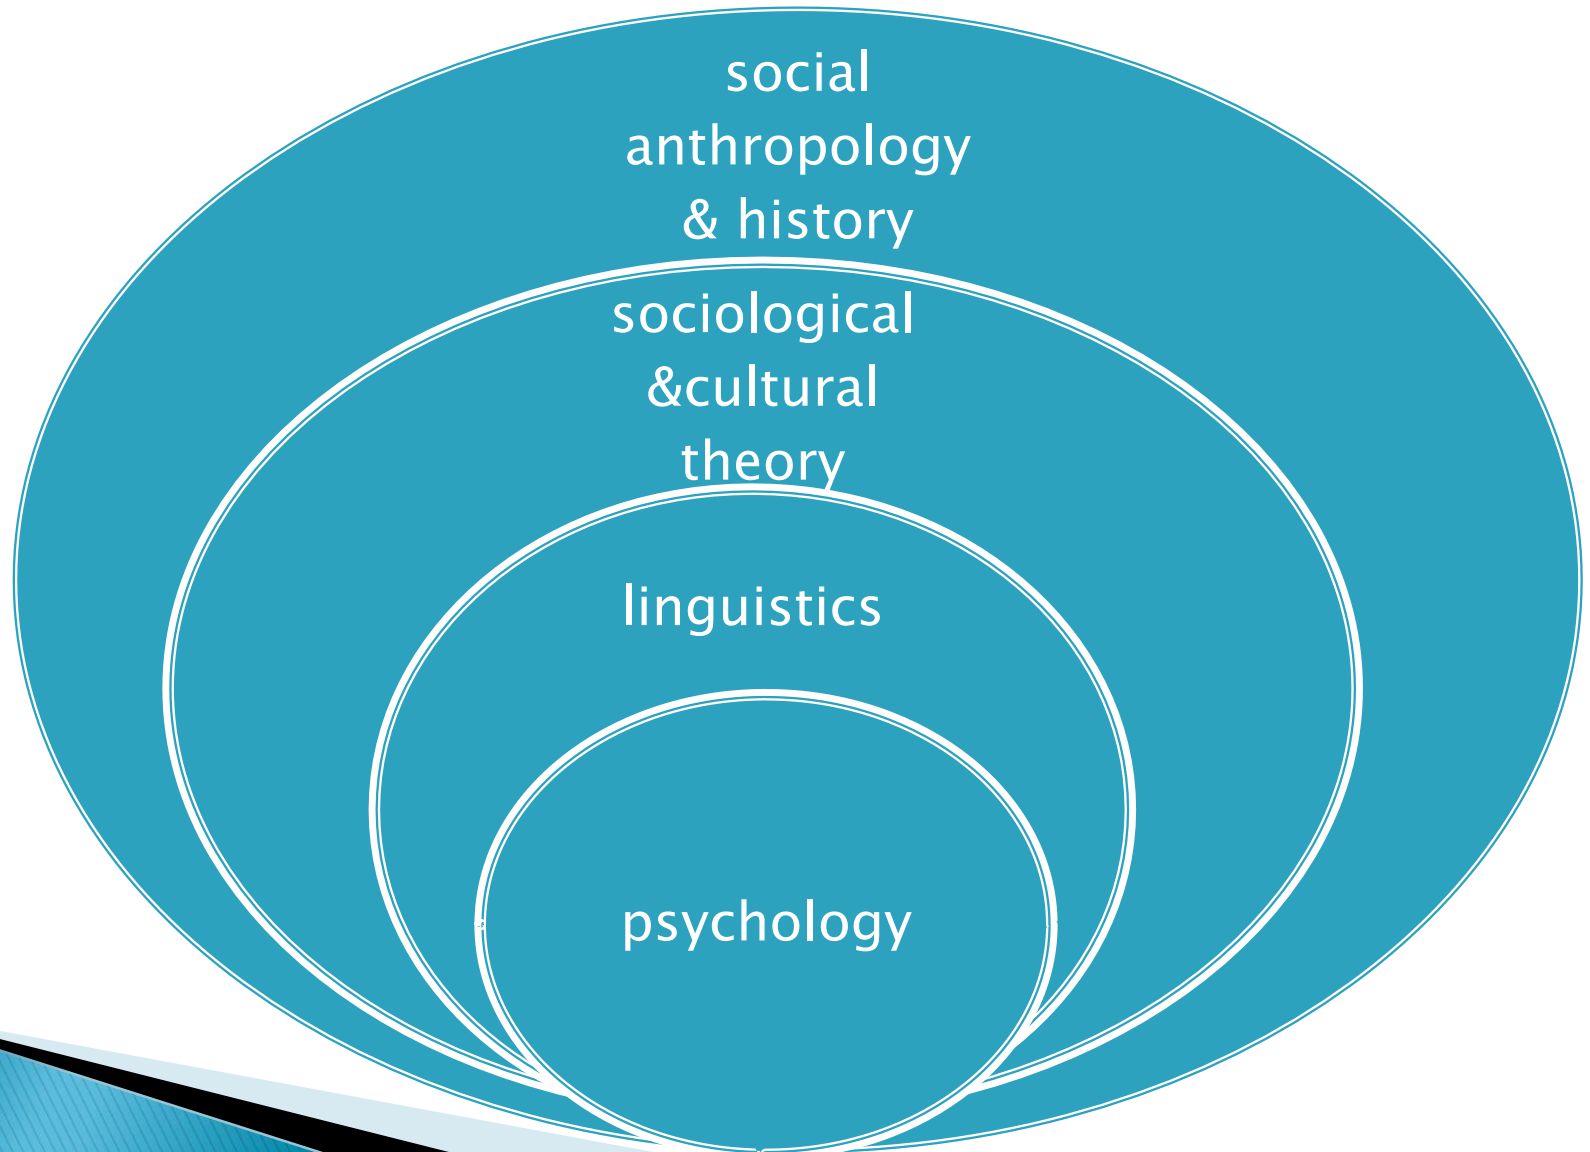 social
anthropology
& history
sociological
&cultural
theory
linguistics
psychology